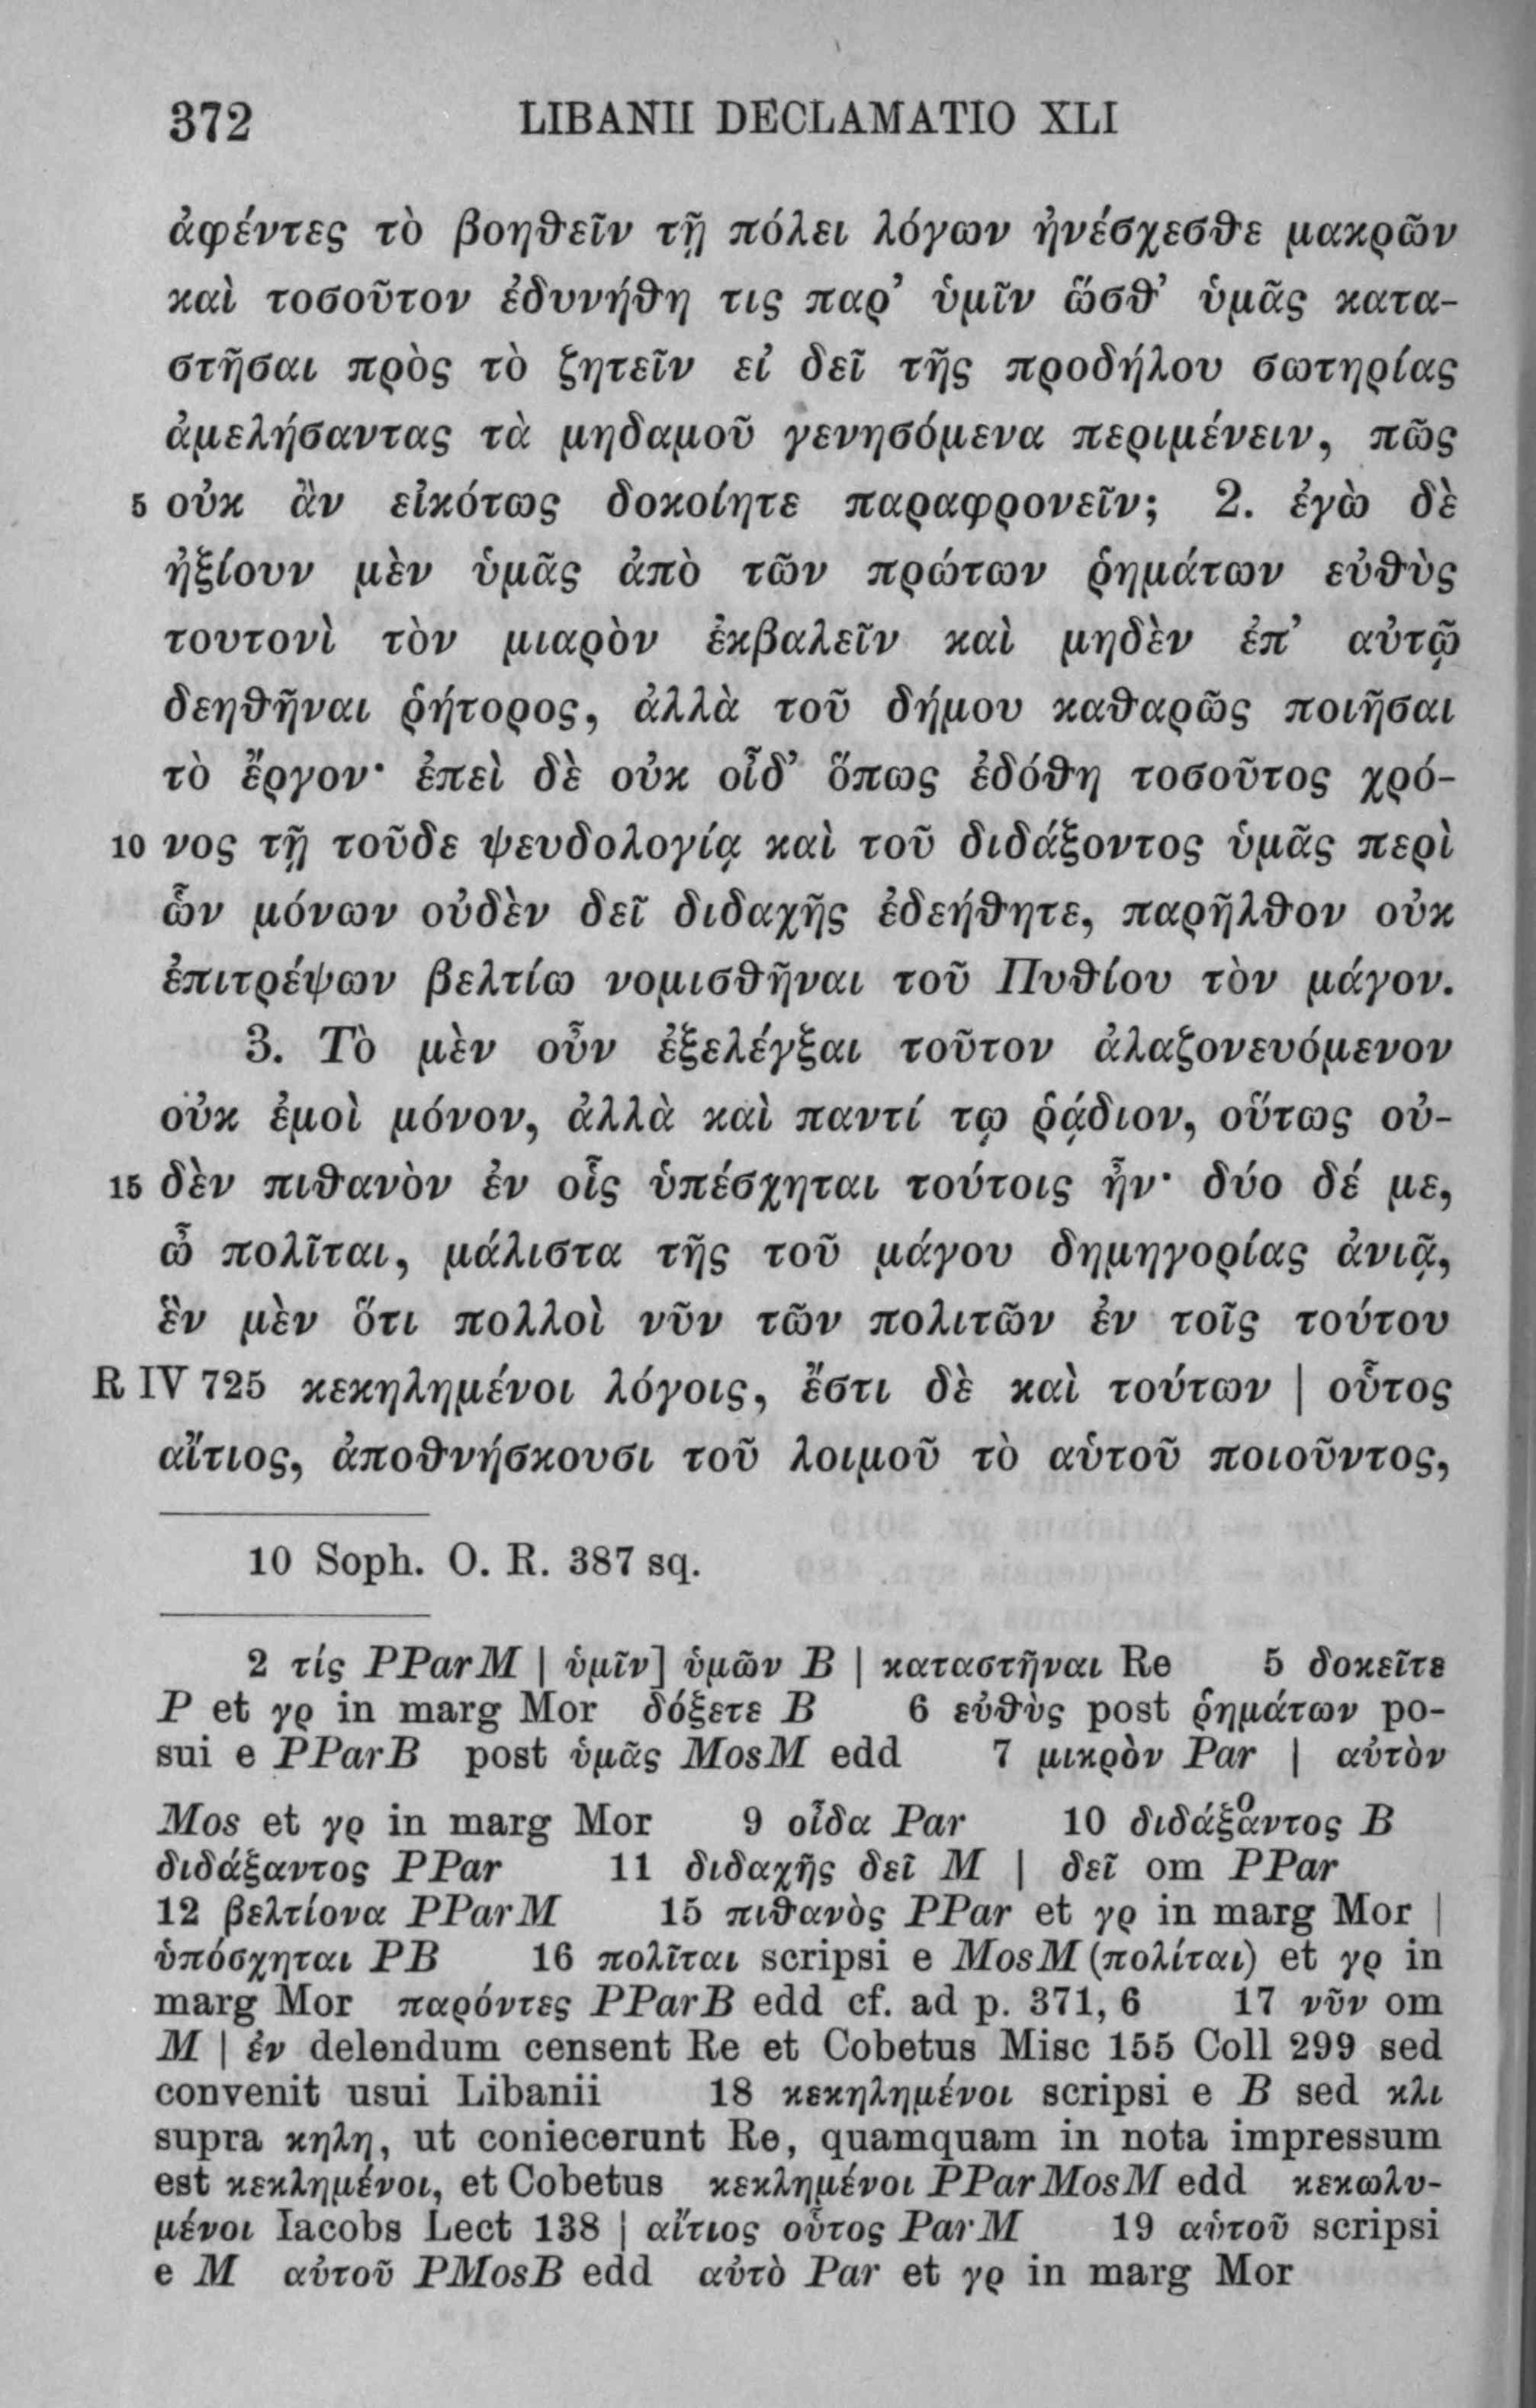 372 LIBANII DECLAMATIO XLI
ἀφέντες τὸ βοηθεῖν τῇ πόλει λόγων ἠνέσχεσθε μακρῶν
καὶ τοσοῦτον ἐδυνήθη τις παρ’ ὑμῖν ὥσθ’ ὑμᾶς κατα-
στῆσαι πρὸς τὸ ζητεῖν εἰ δεῖ τῆς προδήλου σωτηρίας
ἀμελήσαντας τὰ μηδαμοῦ γενησόμενα περιμένειν, πῶς
5 οὐκ ἂν εἰκότως δοκοίητε παραφρονεῖν; 2. ἐγὼ δὲ
ἠξίουν μὲν ὑμᾶς ἀπὸ τῶν πρώτων ῥημάτων εὐθὺς
τουτονὶ τὸν μιαρὸν ἐκβαλεῖν καὶ μηδὲν ἐπ’ αὐτῷ
δεηθῆναι ῥήτορος, ἀλλὰ τοῦ δήμου καθαρῶς ποιῆσαι
τὸ ἔργον· ἐπεὶ δὲ οὐκ οἶδ’ ὅπως ἐδόθη τοσοῦτος χρό-
10 νος τῇ τοῦδε ψευδολογίᾳ καὶ τοῦ διδάξοντος ὑμᾶς περὶ
ὧν μόνων οὐδὲν δεῖ διδαχῆς ἐδεήθητε, παρῆλθον οὐκ
ἐπιτρέψων βελτίω νομισθῆναι τοῦ Πυθίου τὸν μάγον.
3. Τὸ μὲν οὖν ἐξελέγξαι τοῦτον ἀλαζονευόμενον
οὐκ ἐμοὶ μόνον, ἀλλὰ καὶ παντί τῳ ῥᾴδιον, οὕτως οὐ-
15 δὲν πιθανὸν ἐν οἷς ὑπέσχηται τούτοις ἦν· δύο δέ με,
ὦ πολῖται, μάλιστα τῆς τοῦ μάγου δημηγορίας ἀνιᾷ,
ἓν μὲν ὅτι πολλοὶ νῦν τῶν πολιτῶν ἐν τοῖς τούτου
R IV 725 κεκηλημένοι λόγοις, ἔστι δὲ καὶ τούτων | οὗτος
αἴτιος, ἀποθνήσκουσι τοῦ λοιμοῦ τὸ αὑτοῦ ποιοῦντος,
10 Soph. O. R. 387 sq.
2 τίς PParM | ὑμῖν] ὑμῶν B | καταστῆναι Re 5 δοκεῖτε
P et γρ in marg Mor δόξετε B 6 εὐθὺς post ῥημάτων po-
sui e PParB post ὑμᾶς MosM edd 7 μικρὸν Par | αὐτὸν
Mos et γρ in marg Mor 9 οἶδα Par 10 διδάξαοντος B
διδάξαντος PPar 11 διδαχῆς δεῖ M | δεῖ om PPar
12 βελτίονα PParM 15 πιθανὸς PPar et γρ in marg Mor |
ὑπόσχηται PB 16 πολῖται scripsi e MosM (πολίται) et γρ in
marg Mor παρόντες PParB edd cf. ad p. 371, 6 17 νῦν om
M | ἐν delendum censent Re et Cobetus Misc 155 Coll 299 sed
convenit usui Libanii 18 κεκηλημένοι scripsi e B sed κλι
supra κηλη, ut coniecerunt Re, quamquam in nota impressum
est κεκλημένοι, et Cobetus κεκλημένοι PParMosM edd κεκωλυ-
μένοι Iacobs Lect 138 | αἴτιος οὗτος ParM 19 αὑτοῦ scripsi
e M αὐτοῦ PMosB edd αὐτὸ Par et γρ in marg Mor